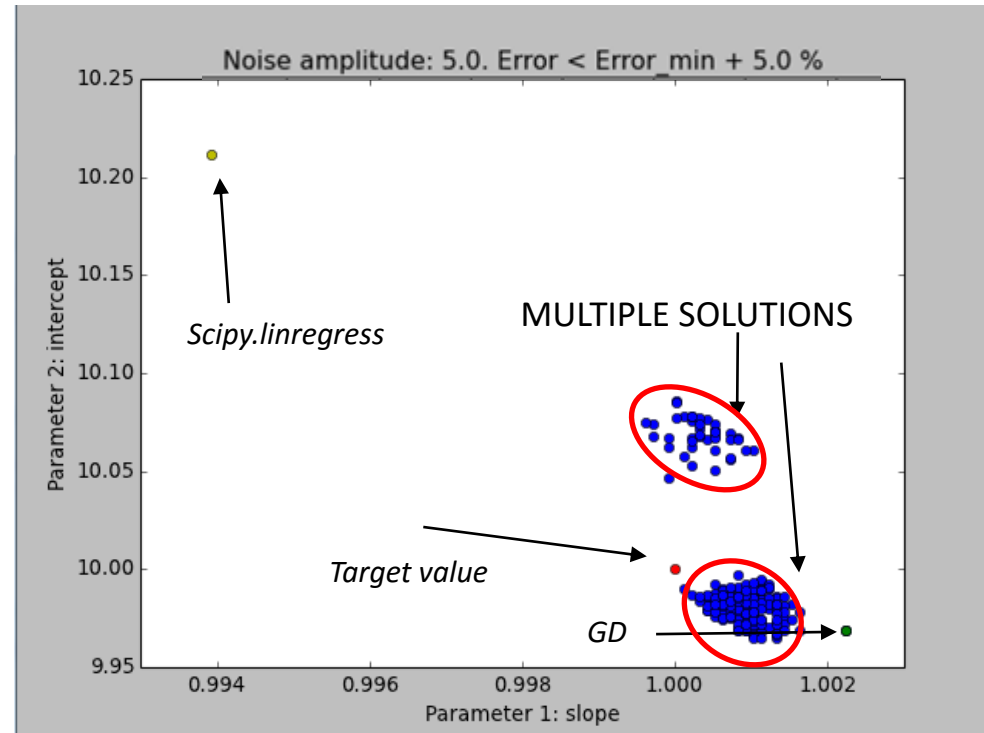 Noise amplitude: 5.0. Error < Error_min + 5.0 %
10.25
10.20
10.15
10.10
10.05
10.00
9.95
Parameter 2: intercept
Scipy.linregress
MULTIPLE SOLUTIONS
Target value
GD
0.994 0.996 0.998 1.000 1.002
Parameter 1: slope